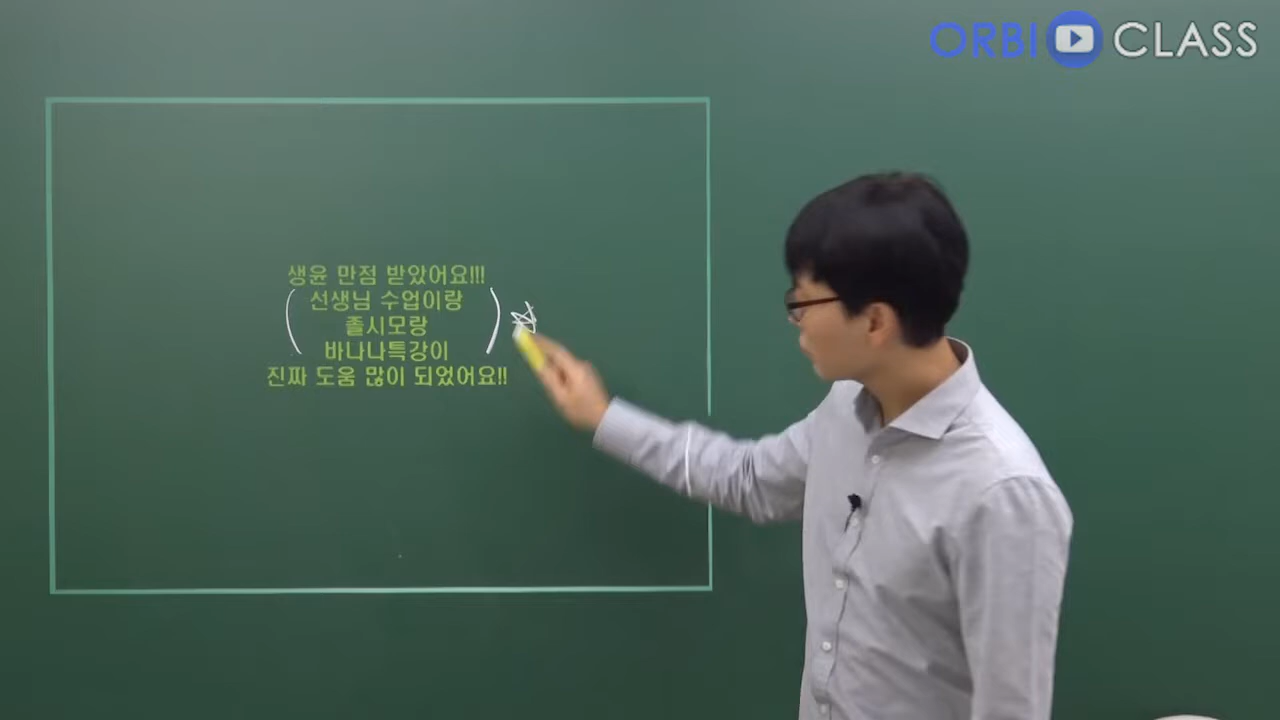 ORBI CLASS
생윤 만점 받았어요!!!
선생님 수업이랑
졸시모랑
바나나특강이
진짜 도움 많이 되었어요!!